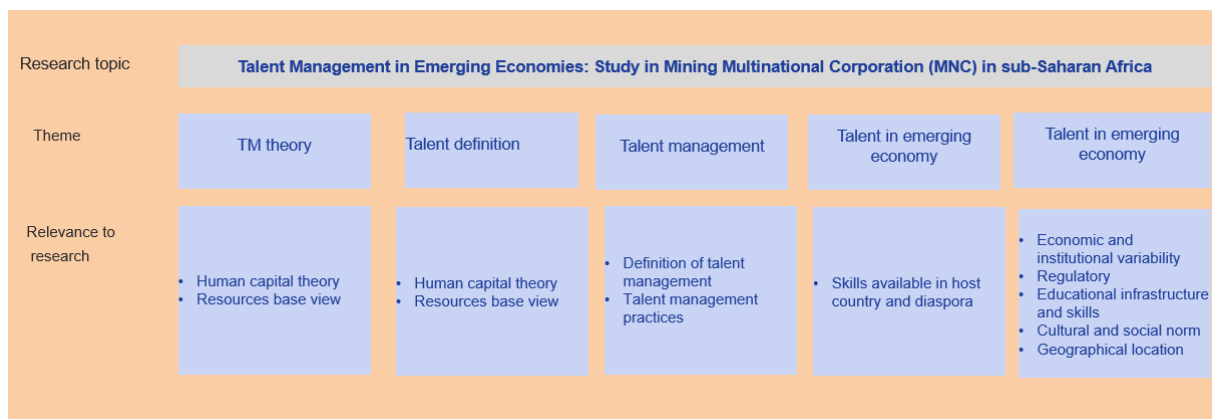 Research topic
Talent Management in Emerging Economies: Study in Mining Multinational Corporation (MNC) in sub-Saharan Africa
Theme
TM theory
Talent definition
Talent management
Talent in emerging
economy
Talent in emerging
economy
Relevance to
research
• Human capital theory
• Resources base view
• Human capital theory
• Resources base view
• Definition of talent
management
• Talent management
practices
• Skills available in host
country and diaspora
• Economic and
institutional variability
• Regulatory
• Educational infrastructure
and skills
• Cultural and social norm
• Geographical location